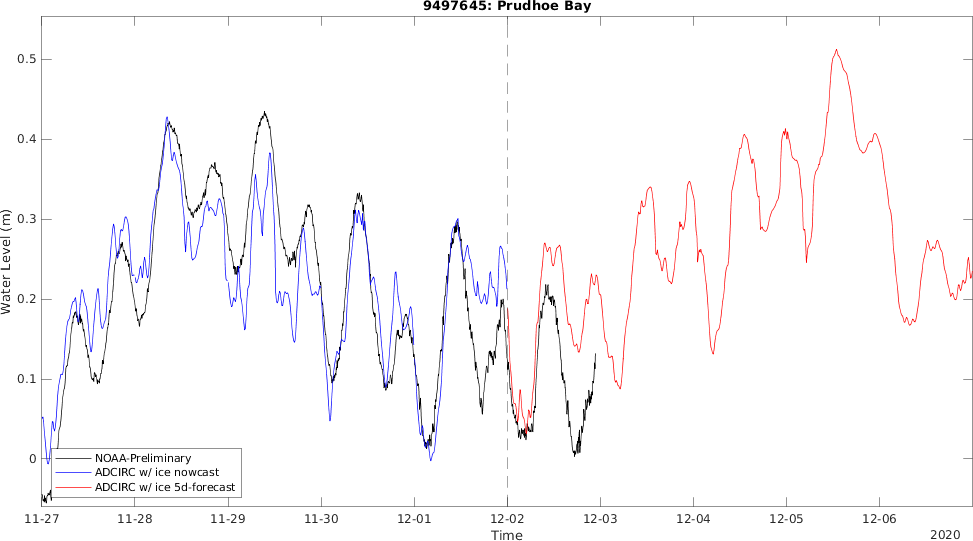 9497645: Prudhoe Bay
Water Level (m)
0.5
0.4
0.3
0.2
0.1
0
NOAA-Preliminary
ADCIRC w/ ice nowcast
ADCIRC w/ ice 5d-forecast
11-27 11-28 11-29 11-30 12-01 12-02 12-03 12-04 12-05 12-06
Time
2020